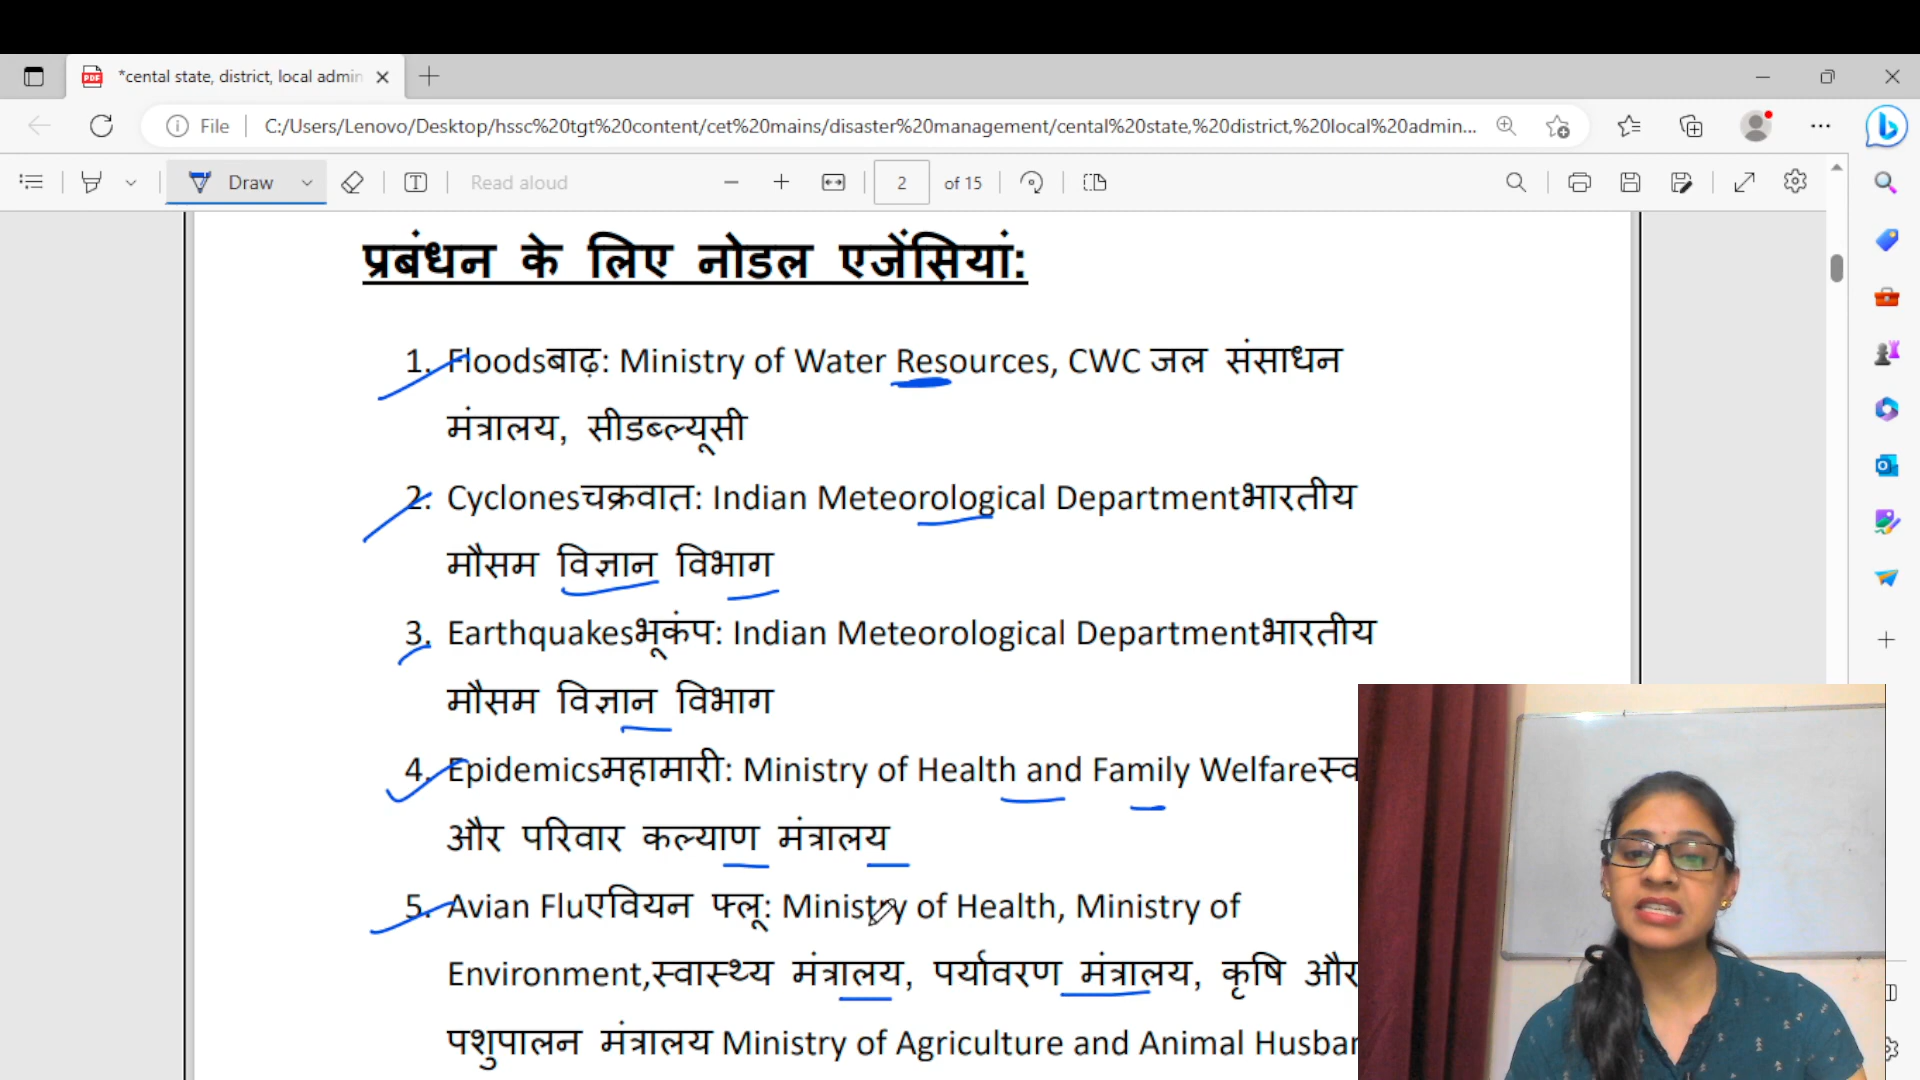 *cental state, district, local admin
File
C:/Users/Lenovo/Desktop/hssc%20tgt%20content/cet%20mains/disaster%20management/cental%20state,%20district,%20local%20admin...
Draw
Read aloud
2 of 15
प्रबंधन के लिए नोडल एजेंसियां:
1. Floodsबाढ़: Ministry of Water Resources, CWC जल संसाधन
मंत्रालय, सीडब्ल्यूसी
2. Cyclonesचक्रवात: Indian Meteorological Departmentभारतीय
मौसम विज्ञान विभाग
3. Earthquakesभूकंप: Indian Meteorological Departmentभारतीय
मौसम विज्ञान विभाग
4. Epidemicsमहामारी: Ministry of Health and Family Welfareस्व
और परिवार कल्याण मंत्रालय
5. Avian Fluएवियन फ्लू: Ministry of Health, Ministry of
Environment,स्वास्थ्य मंत्रालय, पर्यावरण मंत्रालय, कृषि और
पशुपालन मंत्रालय Ministry of Agriculture and Animal Husban